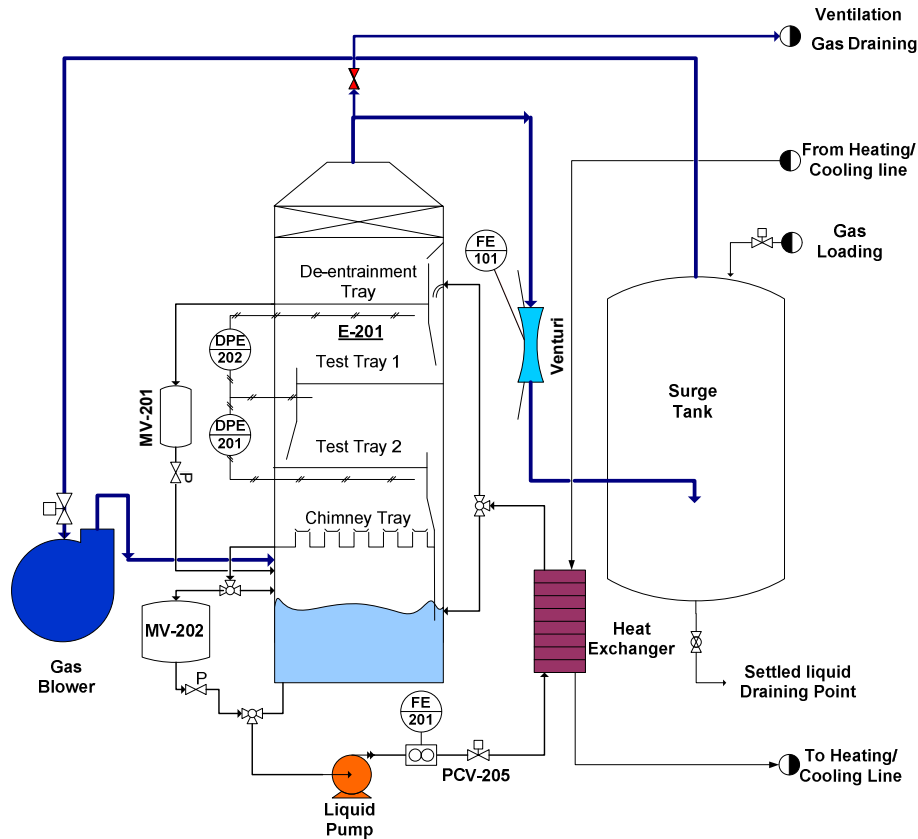 Ventilation
Gas Draining
From Heating/
Cooling line
Gas
Loading
FE
101
De-entrainment
Tray
E-201
DPE
202
Test Tray 1
Venturi
Surge
Tank
MV-201
DPE
201
Test Tray 2
P
Chimney Tray
MV-202
Gas
Blower
P
Heat
Exchanger
Settled liquid
Draining Point
FE
201
PCV-205
Liquid
Pump
To Heating/
Cooling Line